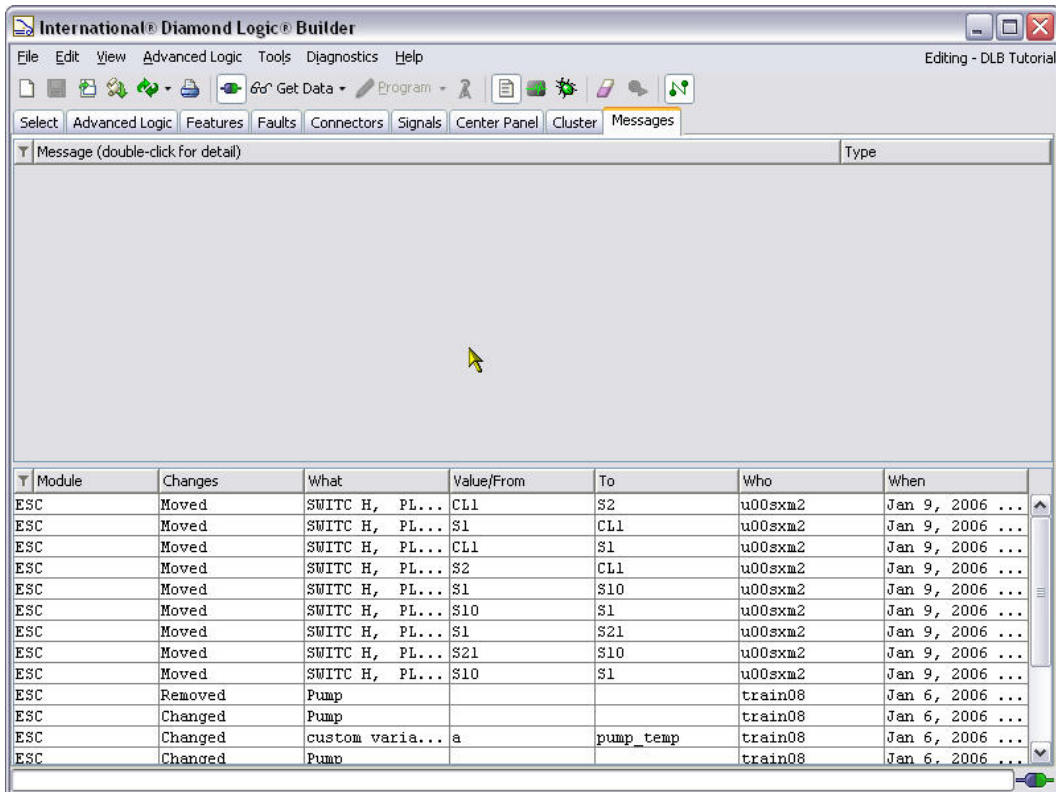 International® Diamond Logic® Builder
File Edit View Advanced Logic Tools Diagnostics Help Editing - DLB Tutorial
Get Data Program
Select Advanced Logic Features Faults Connectors Signals Center Panel Cluster Messages
Message (double-click for detail) Type
Module Changes What Value/From To Who When
ESC Moved SWITC H, PL... CL1 S2 u00sxm2 Jan 9, 2006 ...
ESC Moved SWITC H, PL... S1 CL1 u00sxm2 Jan 9, 2006 ...
ESC Moved SWITC H, PL... CL1 S1 u00sxm2 Jan 9, 2006 ...
ESC Moved SWITC H, PL... S2 CL1 u00sxm2 Jan 9, 2006 ...
ESC Moved SWITC H, PL... S1 S10 u00sxm2 Jan 9, 2006 ...
ESC Moved SWITC H, PL... S10 S1 u00sxm2 Jan 9, 2006 ...
ESC Moved SWITC H, PL... S1 S21 u00sxm2 Jan 9, 2006 ...
ESC Moved SWITC H, PL... S21 S10 u00sxm2 Jan 9, 2006 ...
ESC Moved SWITC H, PL... S10 S1 u00sxm2 Jan 9, 2006 ...
ESC Removed Pump train08 Jan 6, 2006 ...
ESC Changed Pump train08 Jan 6, 2006 ...
ESC Changed custom varia... a pump_temp train08 Jan 6, 2006 ...
ESC Changed Pump train08 Jan 6, 2006 ...